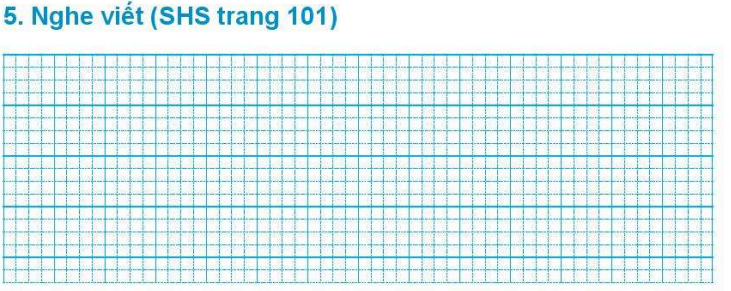 5. Nghe viết (SHS trang 101)